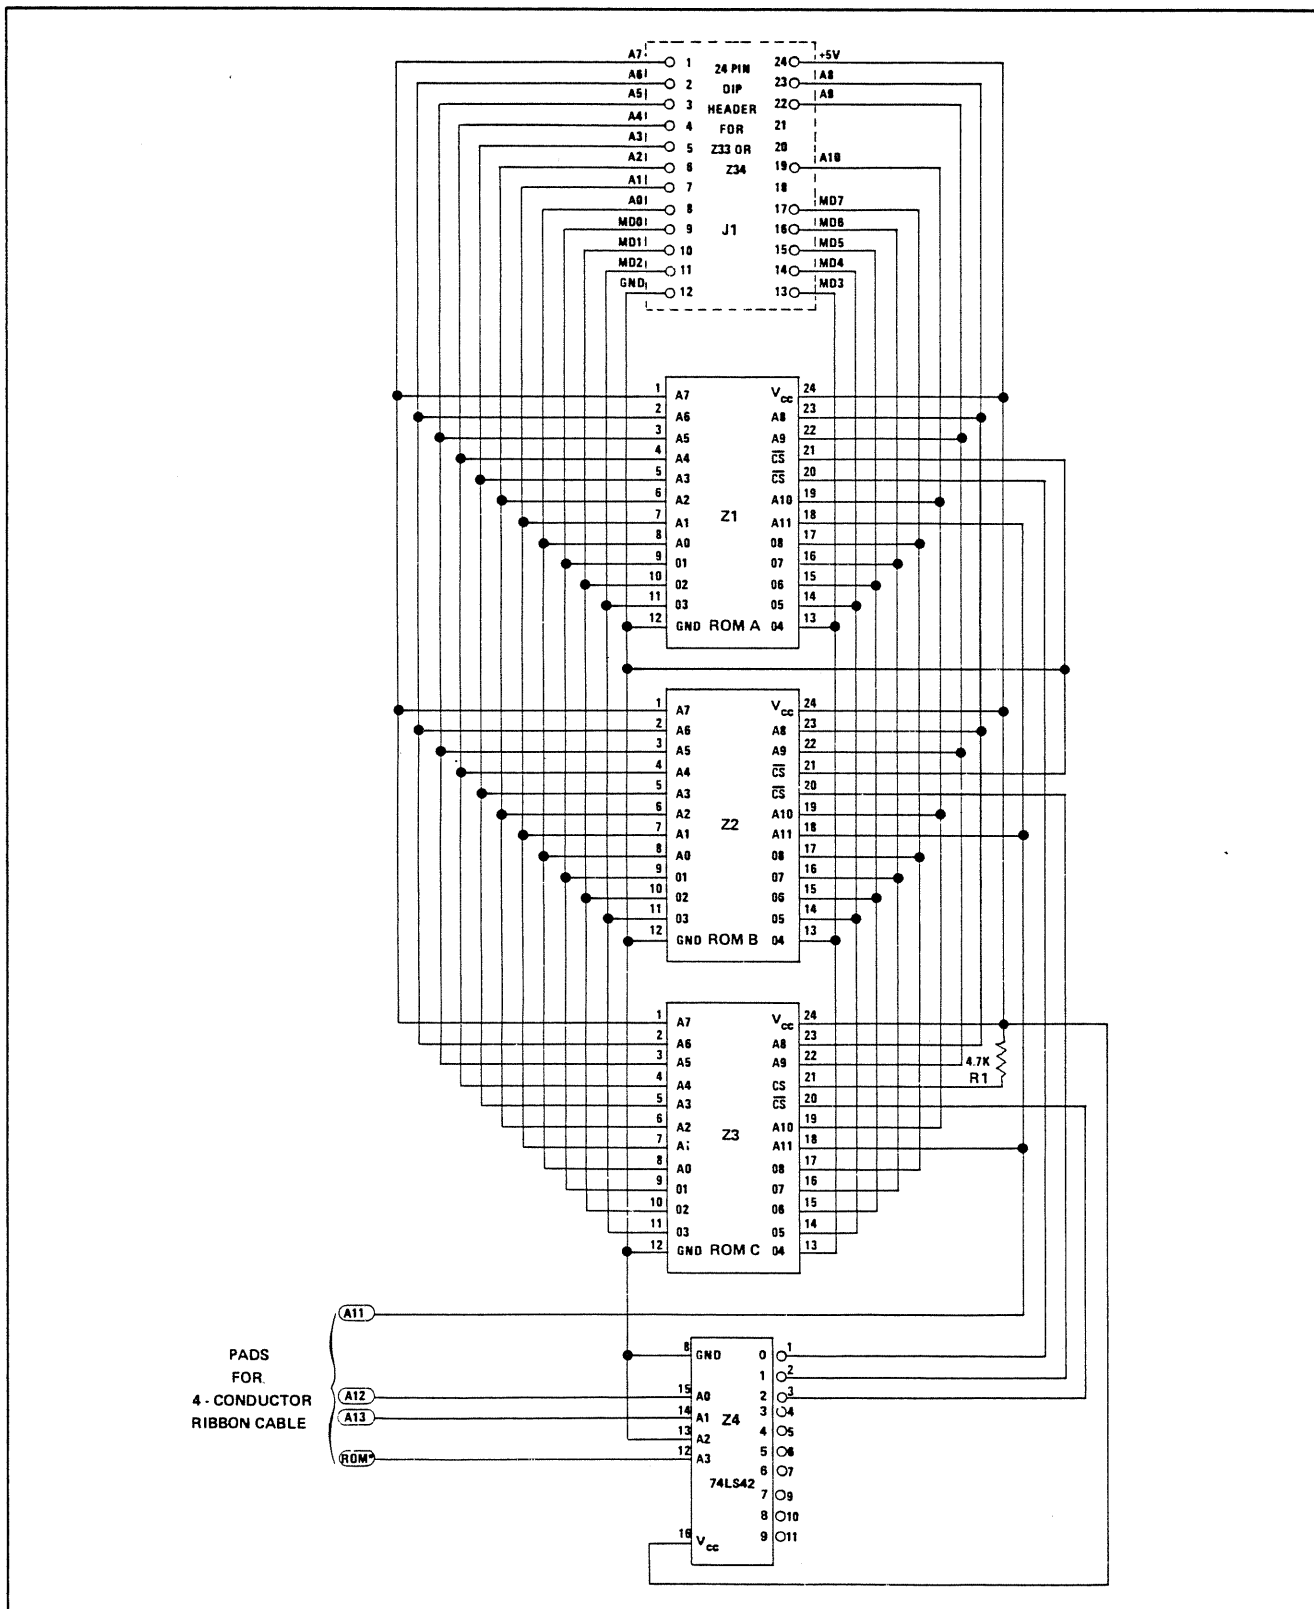 A7 1 24 PIN 24 +5V
A6 2 DIP 23 A8
A5 3 HEADER 22 A9
A4 4 FOR 21
A3 5 Z33 OR 20
A2 6 Z34 19 A10
A1 7 18
A0 8 17 MD7
MD0 9 J1 16 MD6
MD1 10 15 MD5
MD2 11 14 MD4
GND 12 13 MD3
1 A7 Vcc 24
2 A6 A8 23
3 A5 A9 22
4 A4 C̅S̅ 21
5 A3 C̅S̅ 20
6 A2 A10 19
Z1
7 A1 A11 18
8 A0 08 17
9 01 07 16
10 02 06 15
11 03 05 14
12 GND ROM A 04 13
1 A7 Vcc 24
2 A6 A8 23
3 A5 A9 22
4 A4 C̅S̅ 21
5 A3 C̅S̅ 20
6 A2 A10 19
Z2
7 A1 A11 18
8 A0 08 17
9 01 07 16
10 02 06 15
11 03 05 14
12 GND ROM B 04 13
1 A7 Vcc 24
2 A6 A8 23
3 A5 A9 22
4.7K
R1
4 A4 CS 21
5 A3 C̅S̅ 20
6 A2 A10 19
Z3
7 A1 A11 18
8 A0 08 17
9 01 07 16
10 02 06 15
11 03 05 14
12 GND ROM C 04 13
A11
PADS
FOR
4 - CONDUCTOR
RIBBON CABLE
A12
A13
ROM*
8 GND 0 1
1 2
15 A0 2 3
14 A1 Z4 3 4
13 A2 4 5
12 A3 5 6
6 7
74LS42
7 9
8 10
16 Vcc 9 11